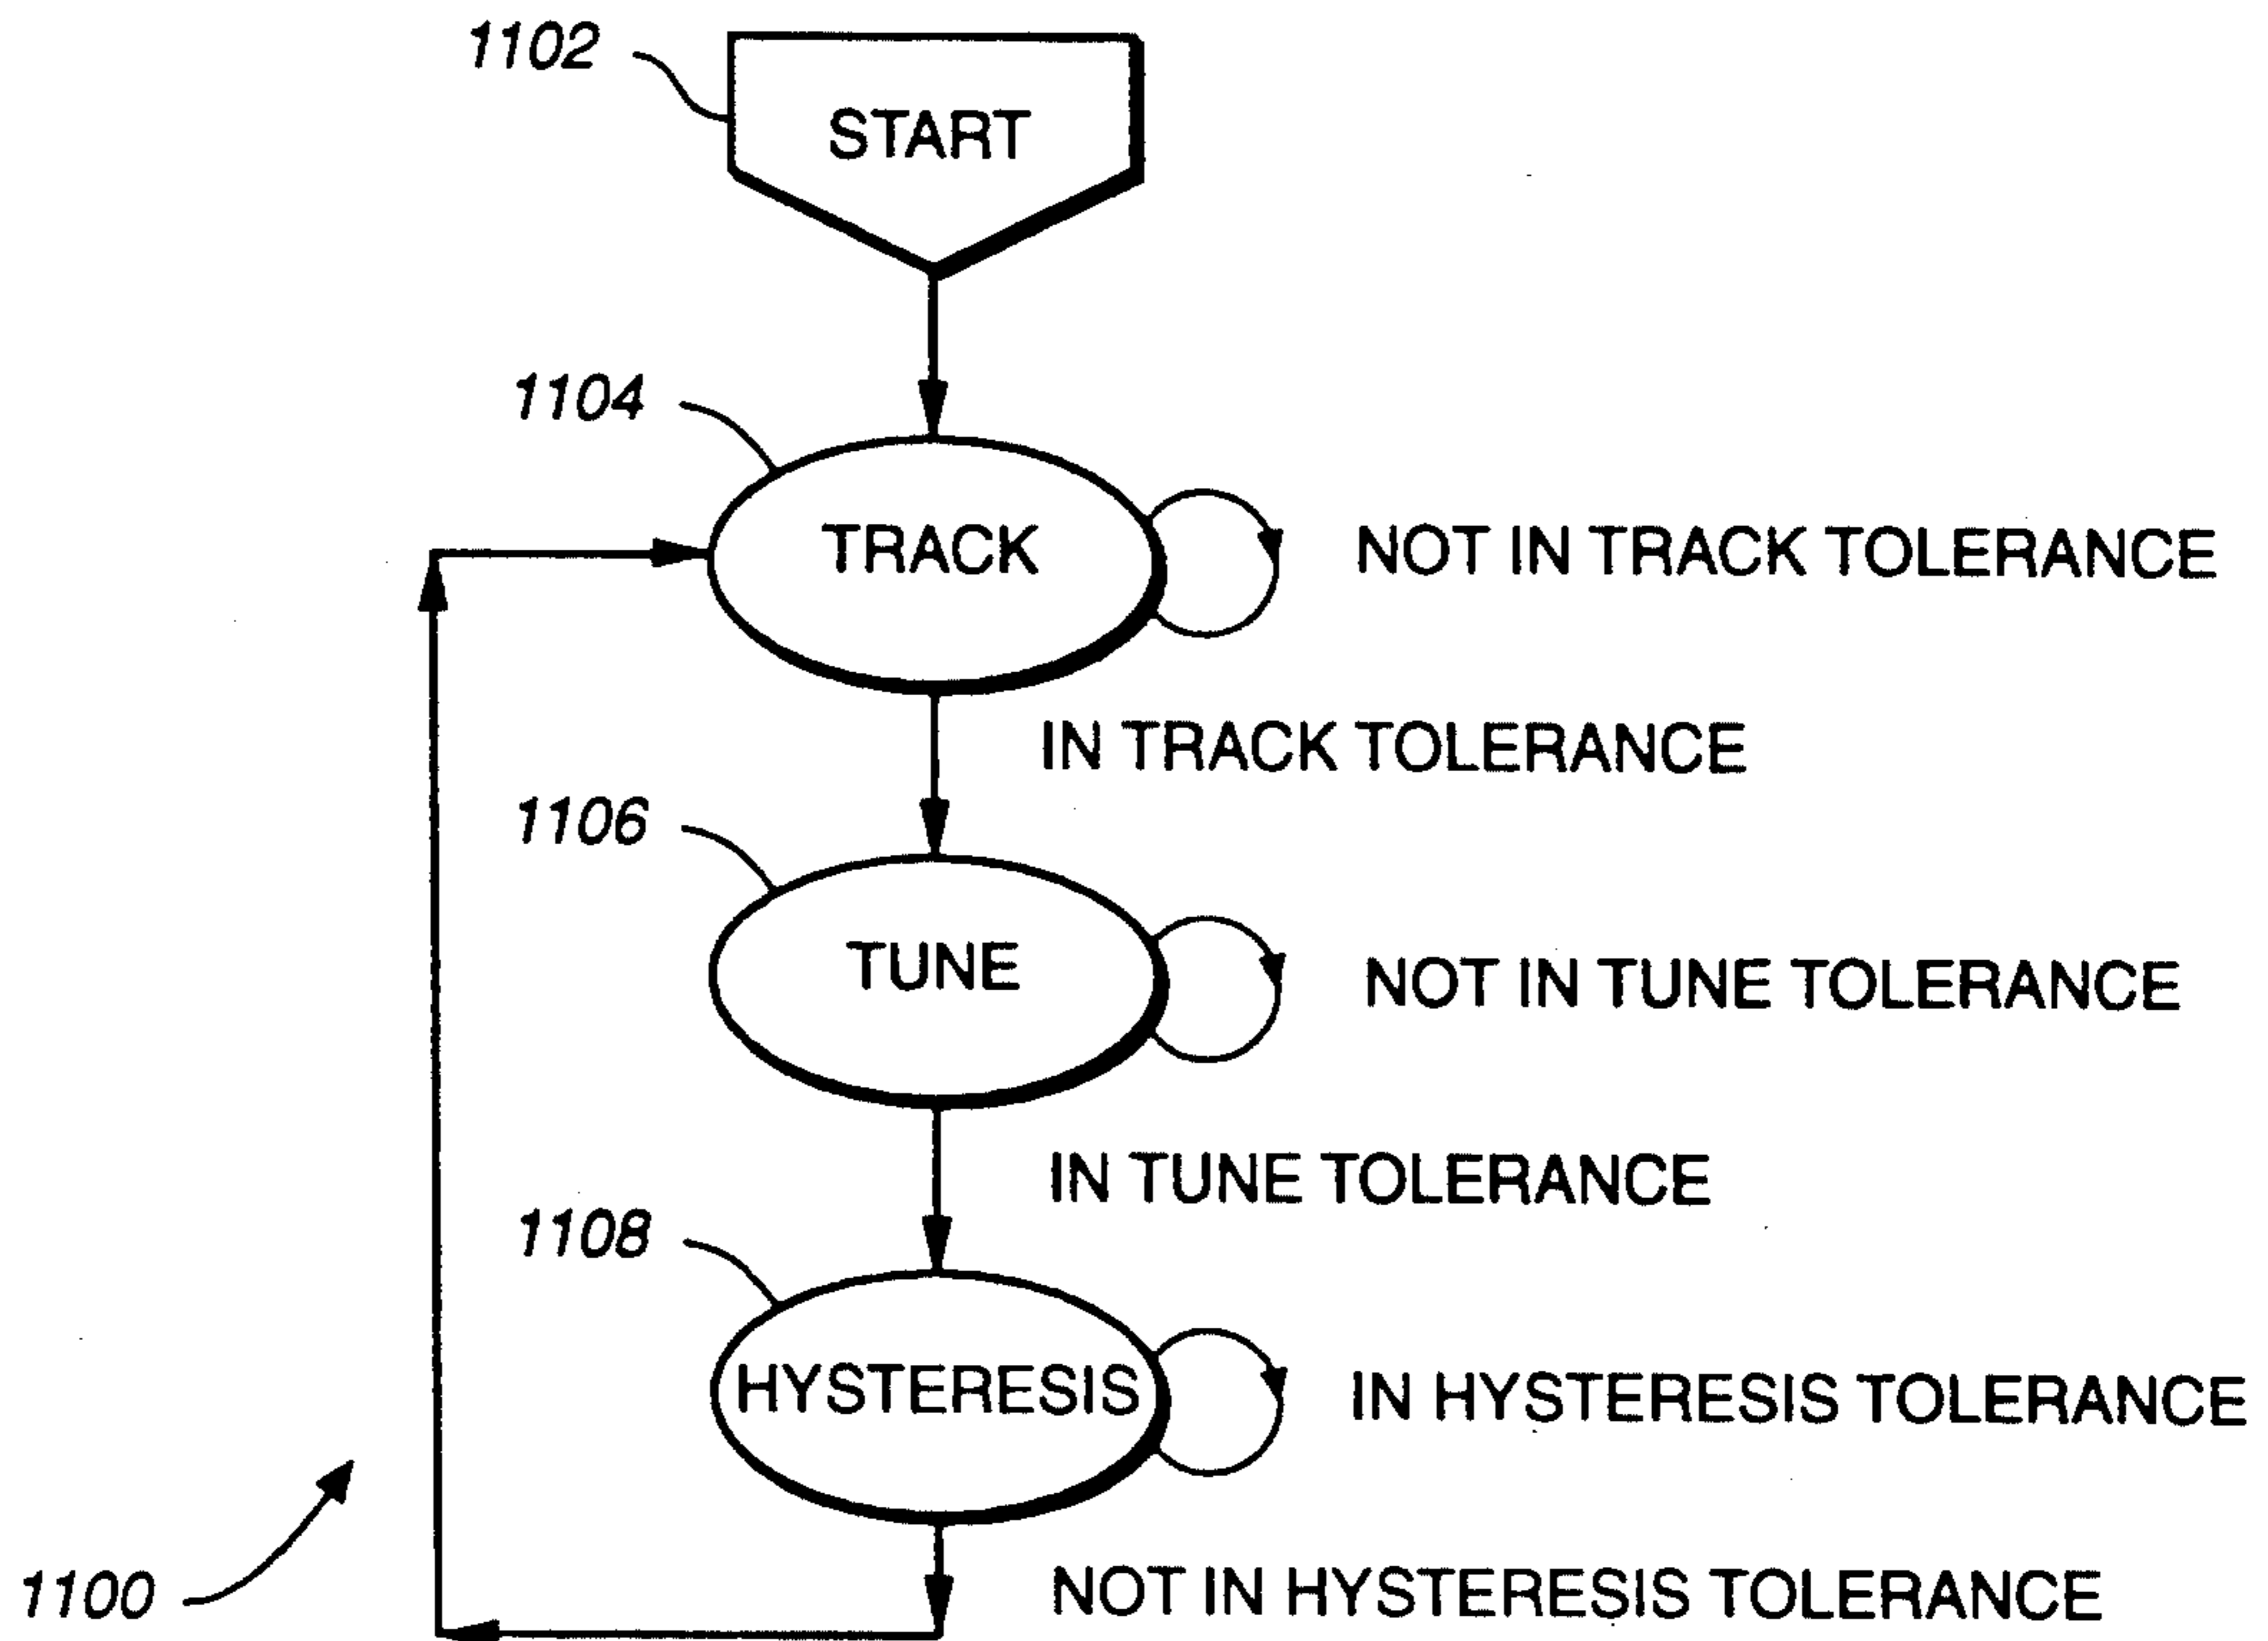 1102
START
1104
TRACK
NOT IN TRACK TOLERANCE
IN TRACK TOLERANCE
1106
TUNE
NOT IN TUNE TOLERANCE
IN TUNE TOLERANCE
1108
HYSTERESIS
IN HYSTERESIS TOLERANCE
1100
NOT IN HYSTERESIS TOLERANCE